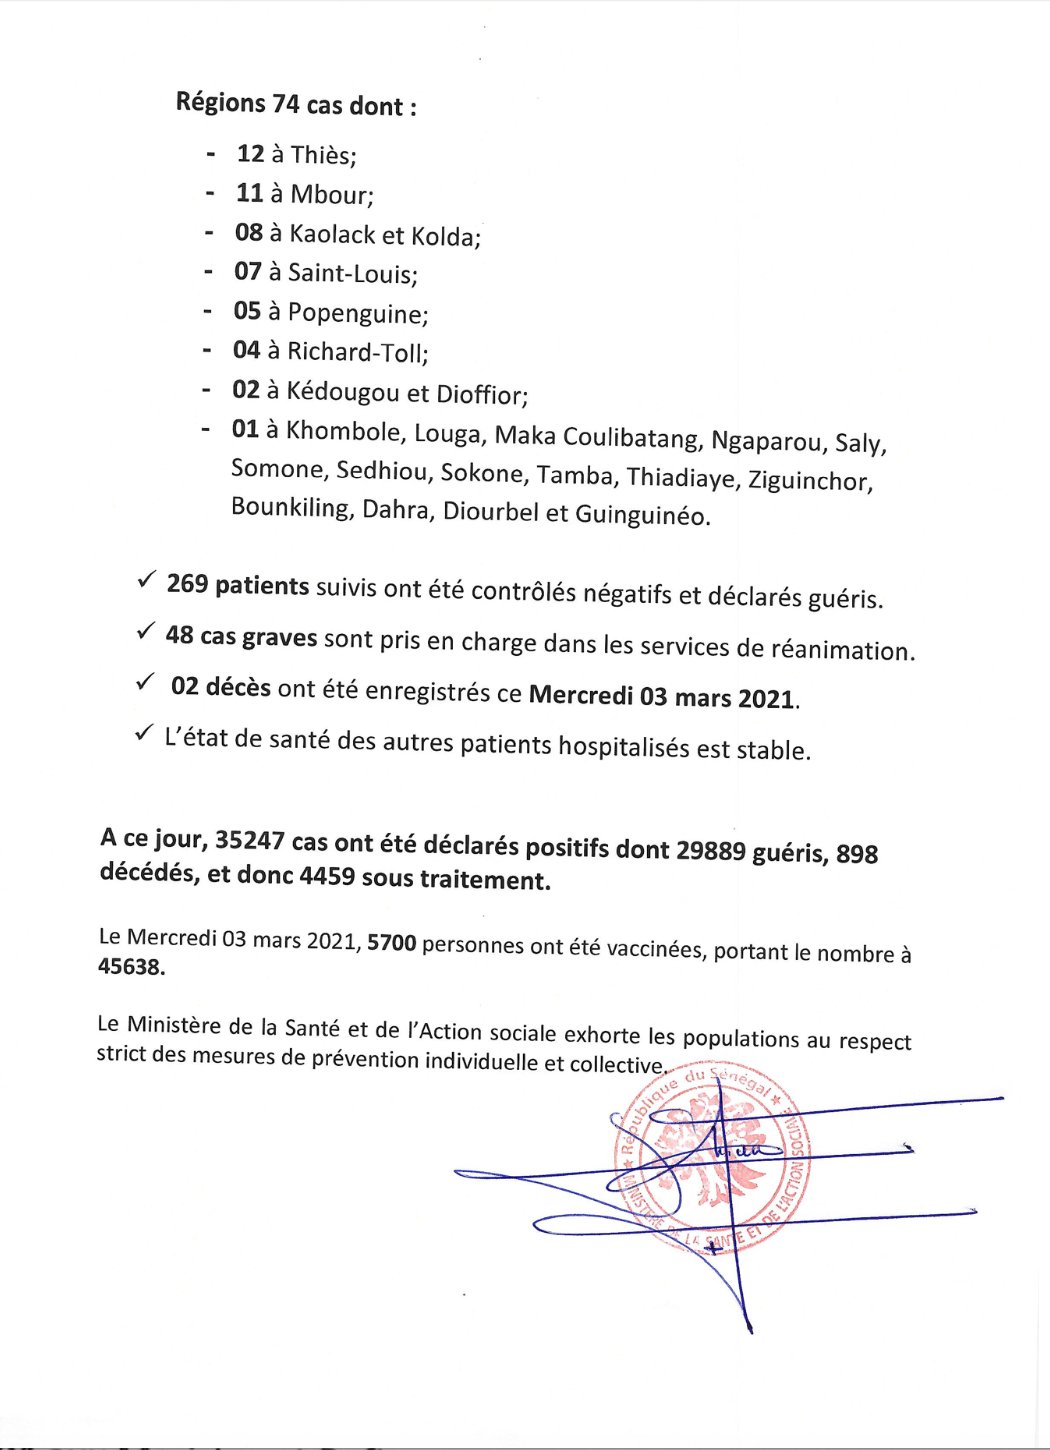 Régions 74 cas dont :
- 12 à Thiès;
- 11 à Mbour;
- 08 à Kaolack et Kolda;
- 07 à Saint-Louis;
- 05 à Popenguine;
- 04 à Richard-Toll;
- 02 à Kédougou et Dioffior;
- 01 à Khombole, Louga, Maka Coulibatang, Ngaparou, Saly,
Somone, Sedhiou, Sokone, Tamba, Thiadiaye, Ziguinchor,
Bounkiling, Dahra, Diourbel et Guinguinéo.
✓ 269 patients suivis ont été contrôlés négatifs et déclarés guéris.
✓ 48 cas graves sont pris en charge dans les services de réanimation.
✓ 02 décès ont été enregistrés ce Mercredi 03 mars 2021.
✓ L’état de santé des autres patients hospitalisés est stable.
A ce jour, 35247 cas ont été déclarés positifs dont 29889 guéris, 898
décédés, et donc 4459 sous traitement.
Le Mercredi 03 mars 2021, 5700 personnes ont été vaccinées, portant le nombre à
45638.
Le Ministère de la Santé et de l’Action sociale exhorte les populations au respect
strict des mesures de prévention individuelle et collective.
★ République du Sénégal ★
MINISTERE DE LA SANTE ET DE L'ACTION SOCIALE